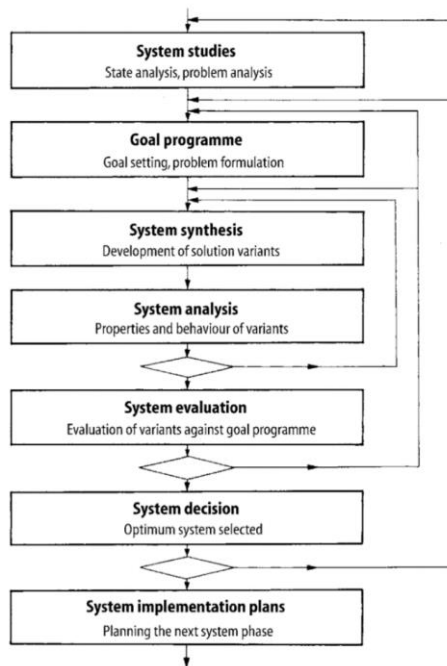 System studies
State analysis, problem analysis
Goal programme
Goal setting, problem formulation
System synthesis
Development of solution variants
System analysis
Properties and behaviour of variants
System evaluation
Evaluation of variants against goal programme
System decision
Optimum system selected
System implementation plans
Planning the next system phase